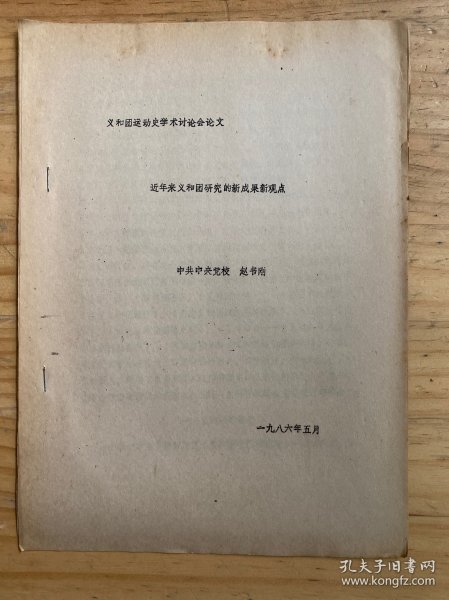 义和团运动史学术讨论会论文
近年来义和团研究的新成果新观点
中共中央党校 赵书刚
一九八六年五月
孔夫子旧书网
www.kongfz.com